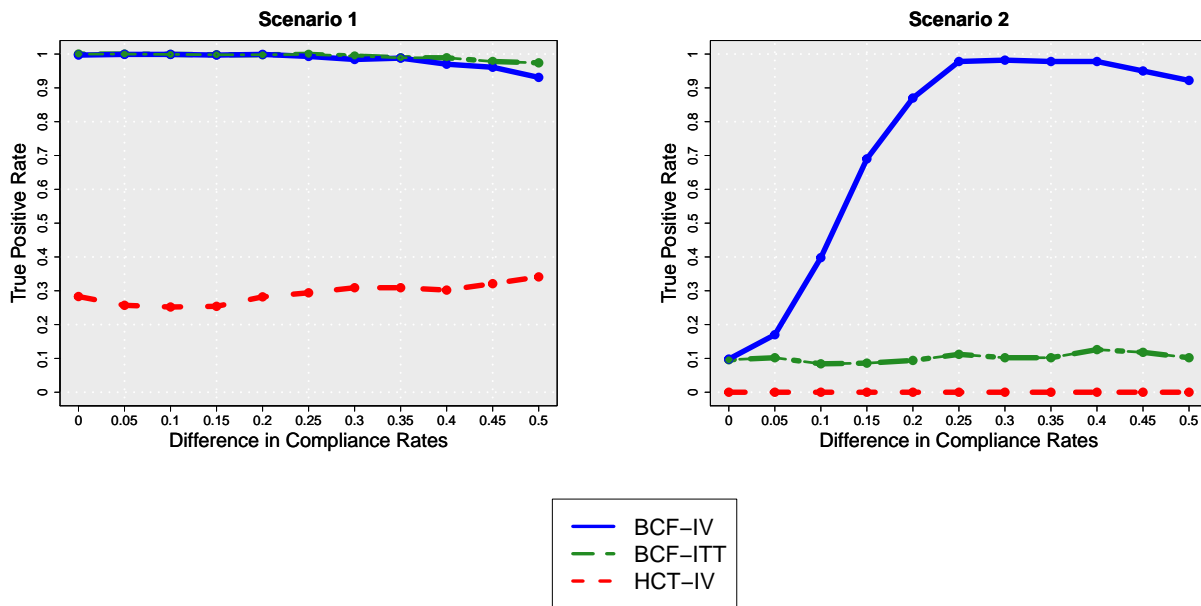 Scenario 1
True Positive Rate
1
0.9
0.8
0.7
0.6
0.5
0.4
0.3
0.2
0.1
0
0 0.05 0.1 0.15 0.2 0.25 0.3 0.35 0.4 0.45 0.5
Difference in Compliance Rates
Scenario 2
True Positive Rate
1
0.9
0.8
0.7
0.6
0.5
0.4
0.3
0.2
0.1
0
0 0.05 0.1 0.15 0.2 0.25 0.3 0.35 0.4 0.45 0.5
Difference in Compliance Rates
BCF−IV
BCF−ITT
HCT−IV